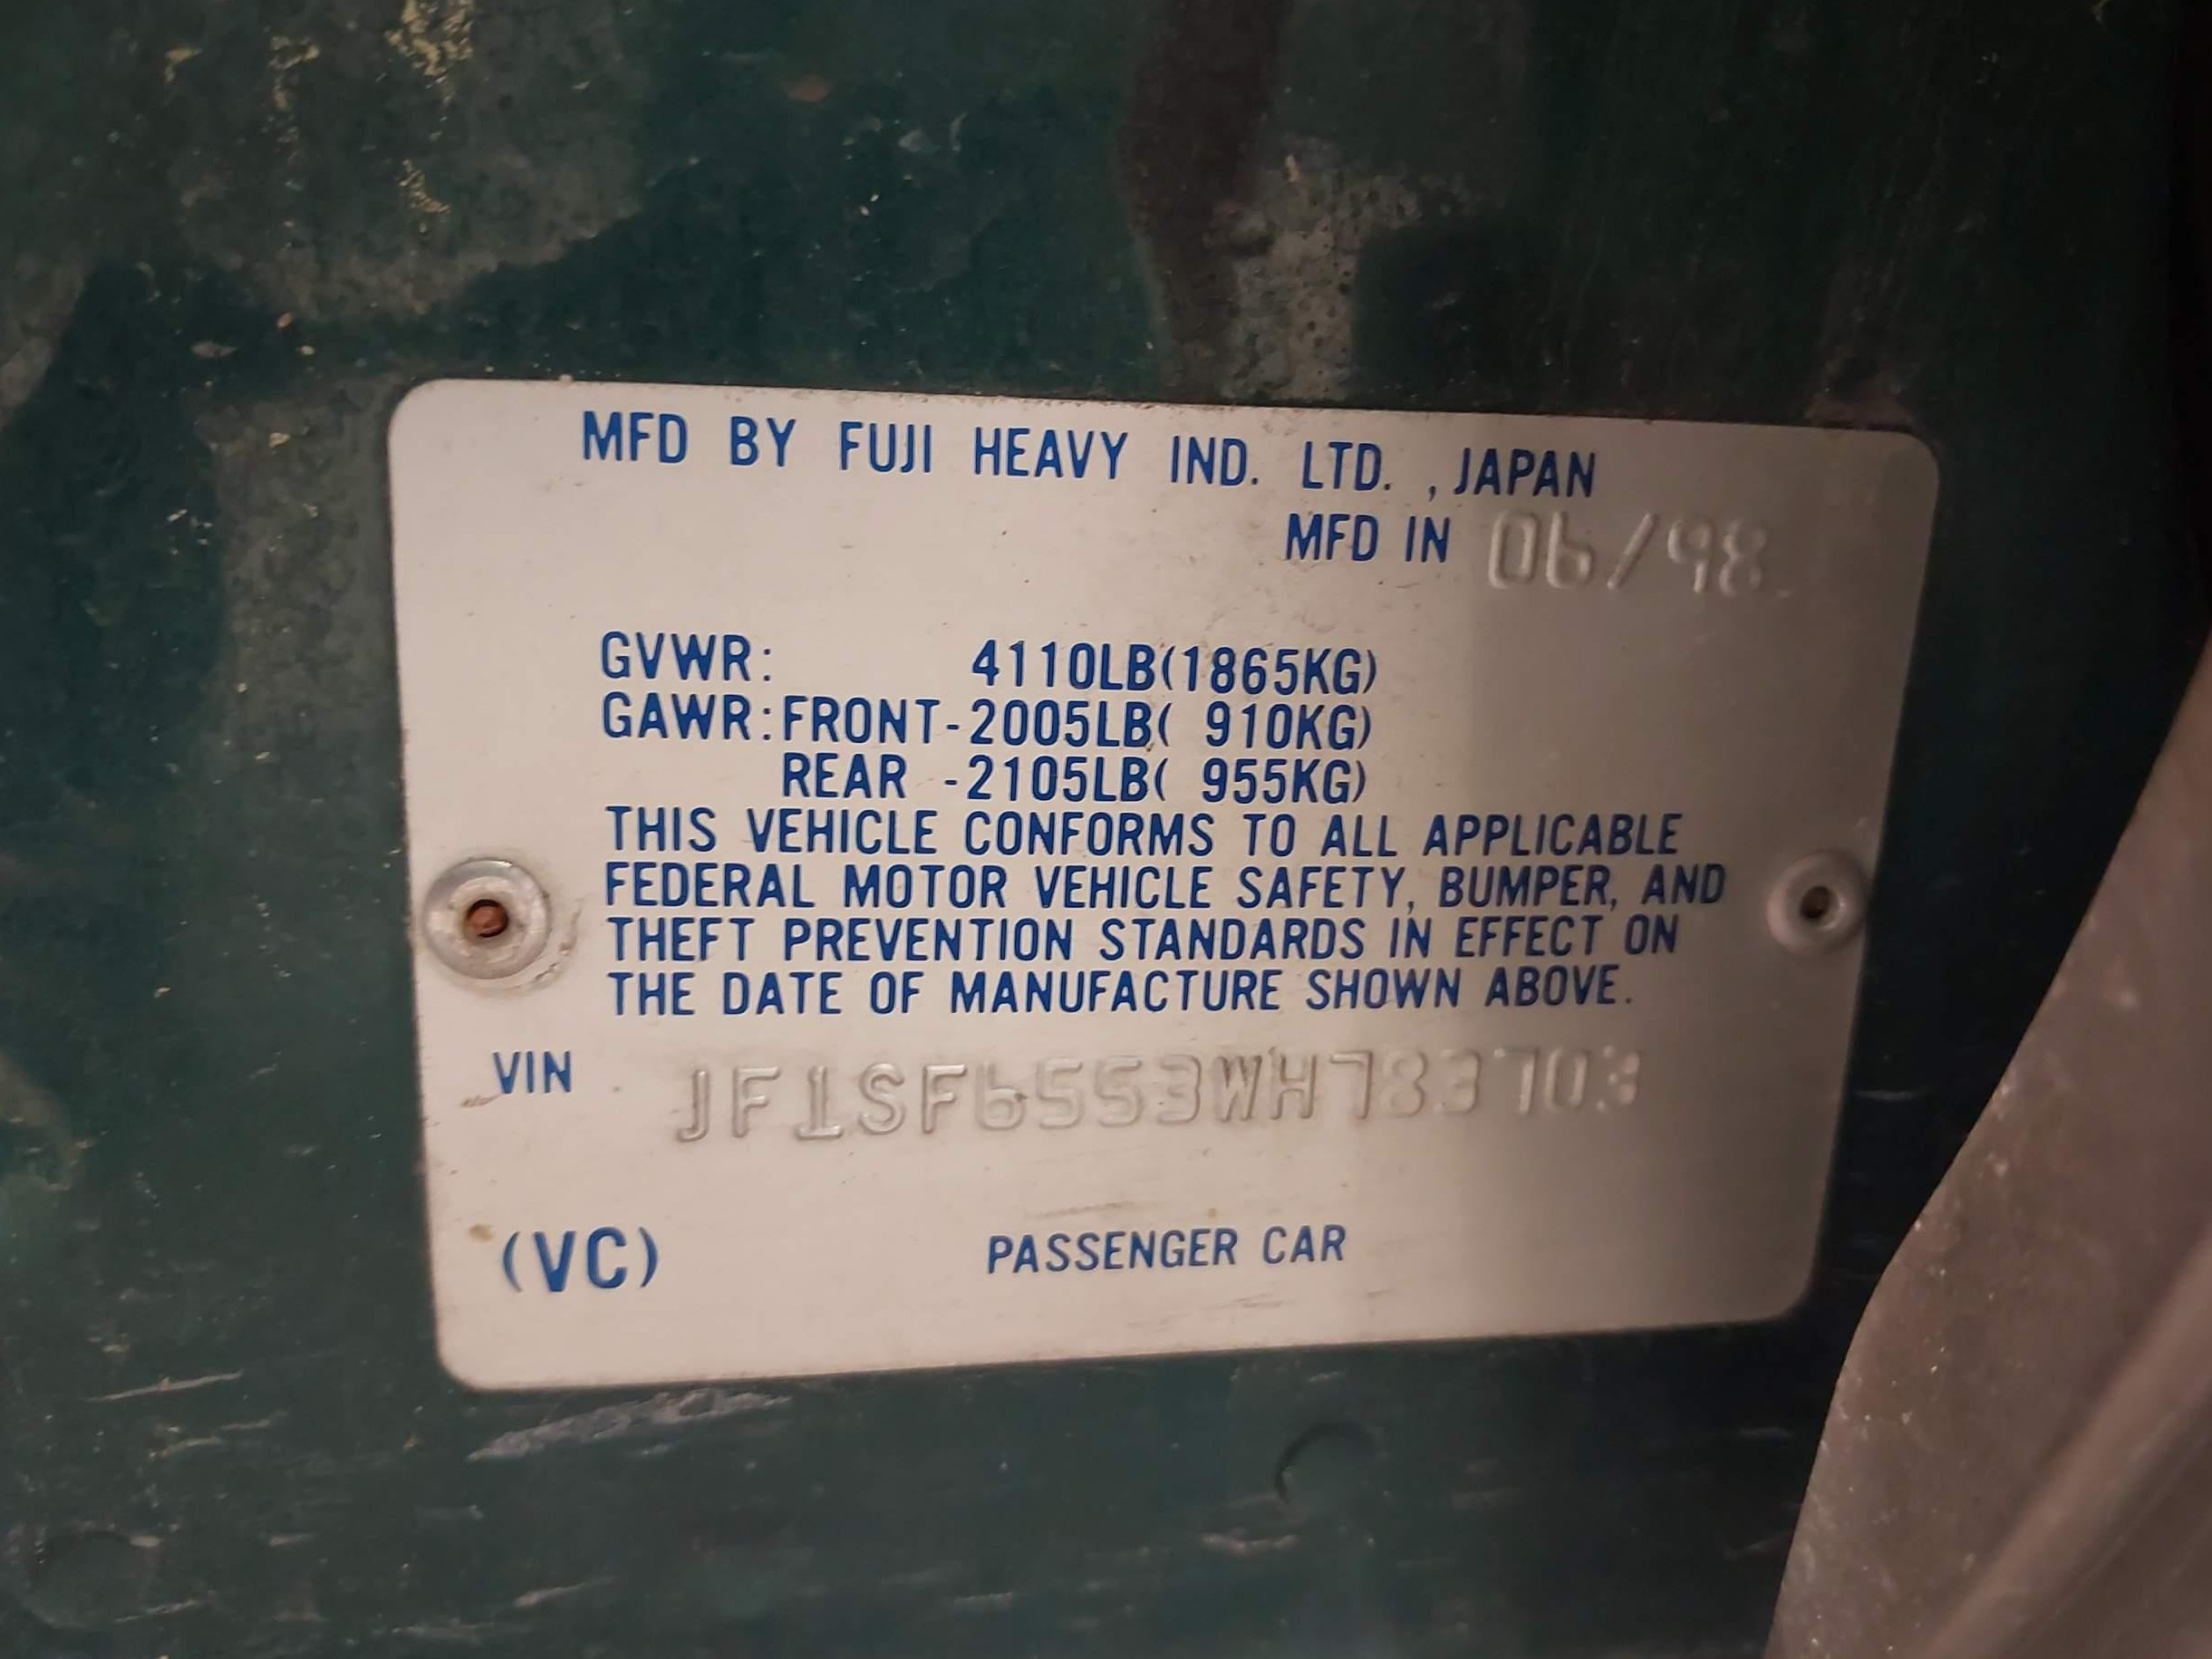 MFD BY FUJI HEAVY IND. LTD. , JAPAN
MFD IN 06/98
GVWR: 4110LB(1865KG)
GAWR:FRONT-2005LB( 910KG)
REAR -2105LB( 955KG)
THIS VEHICLE CONFORMS TO ALL APPLICABLE
FEDERAL MOTOR VEHICLE SAFETY, BUMPER, AND
THEFT PREVENTION STANDARDS IN EFFECT ON
THE DATE OF MANUFACTURE SHOWN ABOVE.
VIN JF1SF6553WH783703
(VC) PASSENGER CAR